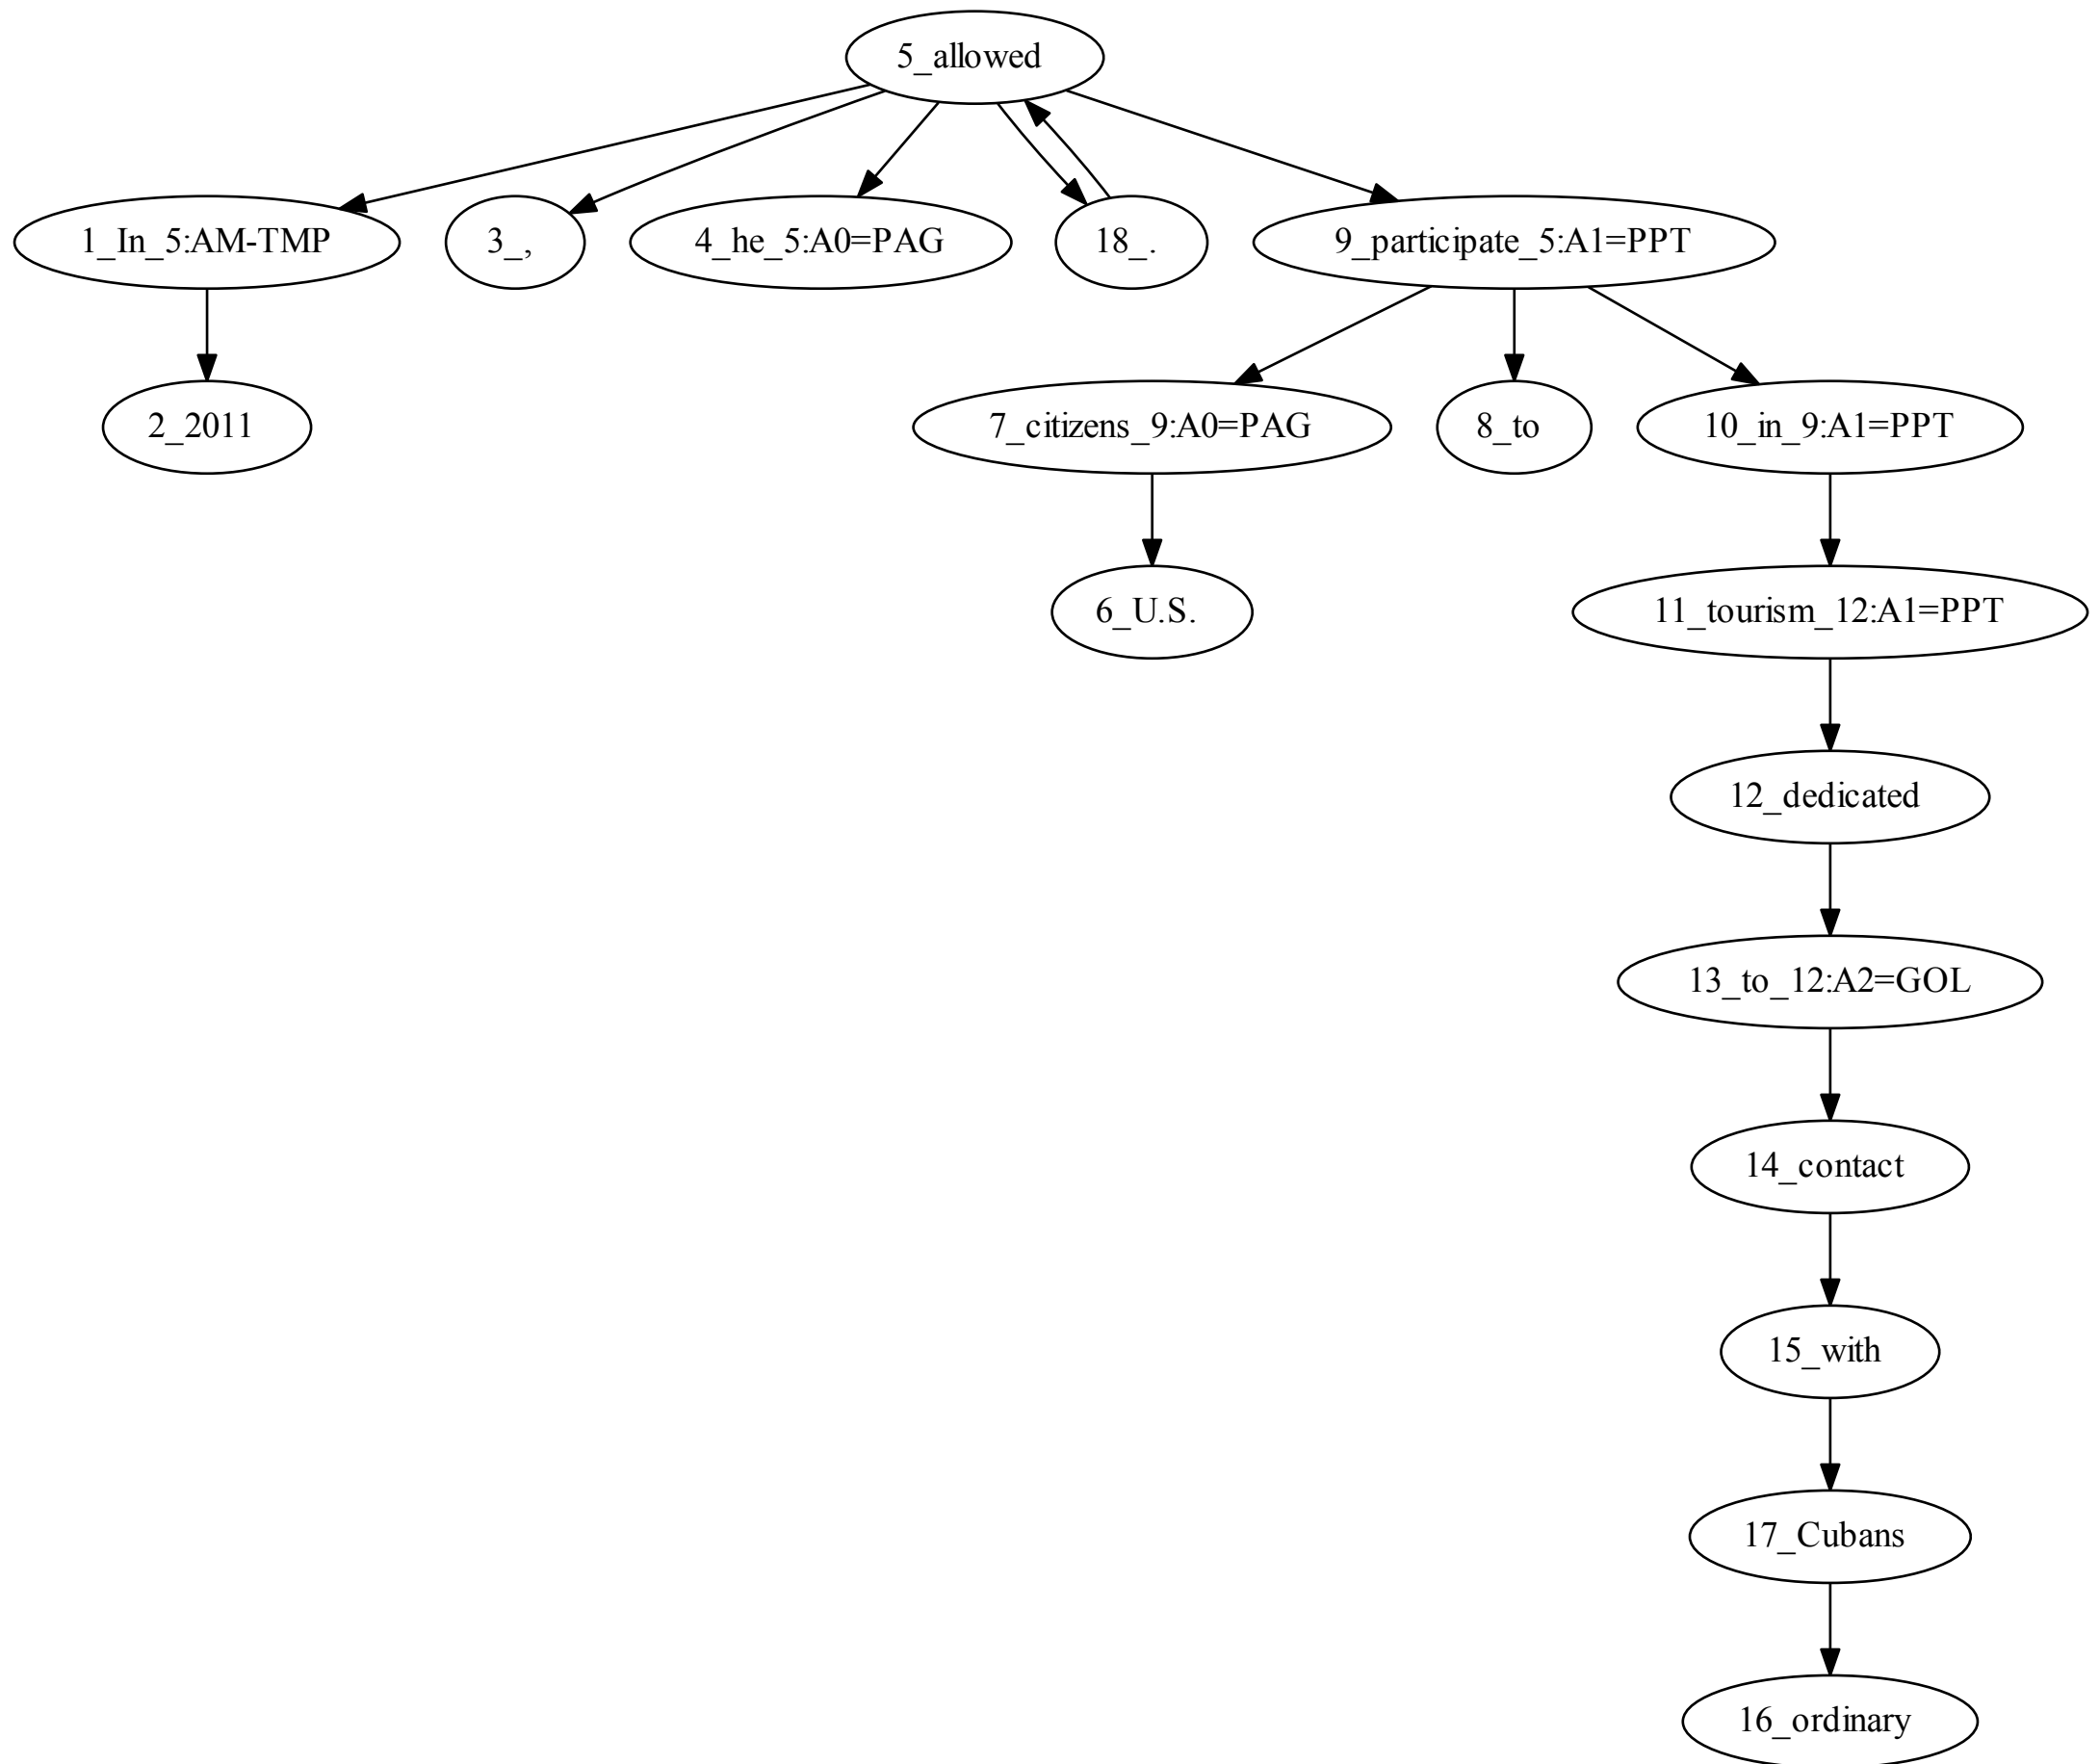 5_allowed
1_In_5:AM-TMP
3_,
4_he_5:A0=PAG
18_.
9_participate_5:A1=PPT
2_2011
7_citizens_9:A0=PAG
8_to
10_in_9:A1=PPT
6_U.S.
11_tourism_12:A1=PPT
12_dedicated
13_to_12:A2=GOL
14_contact
15_with
17_Cubans
16_ordinary